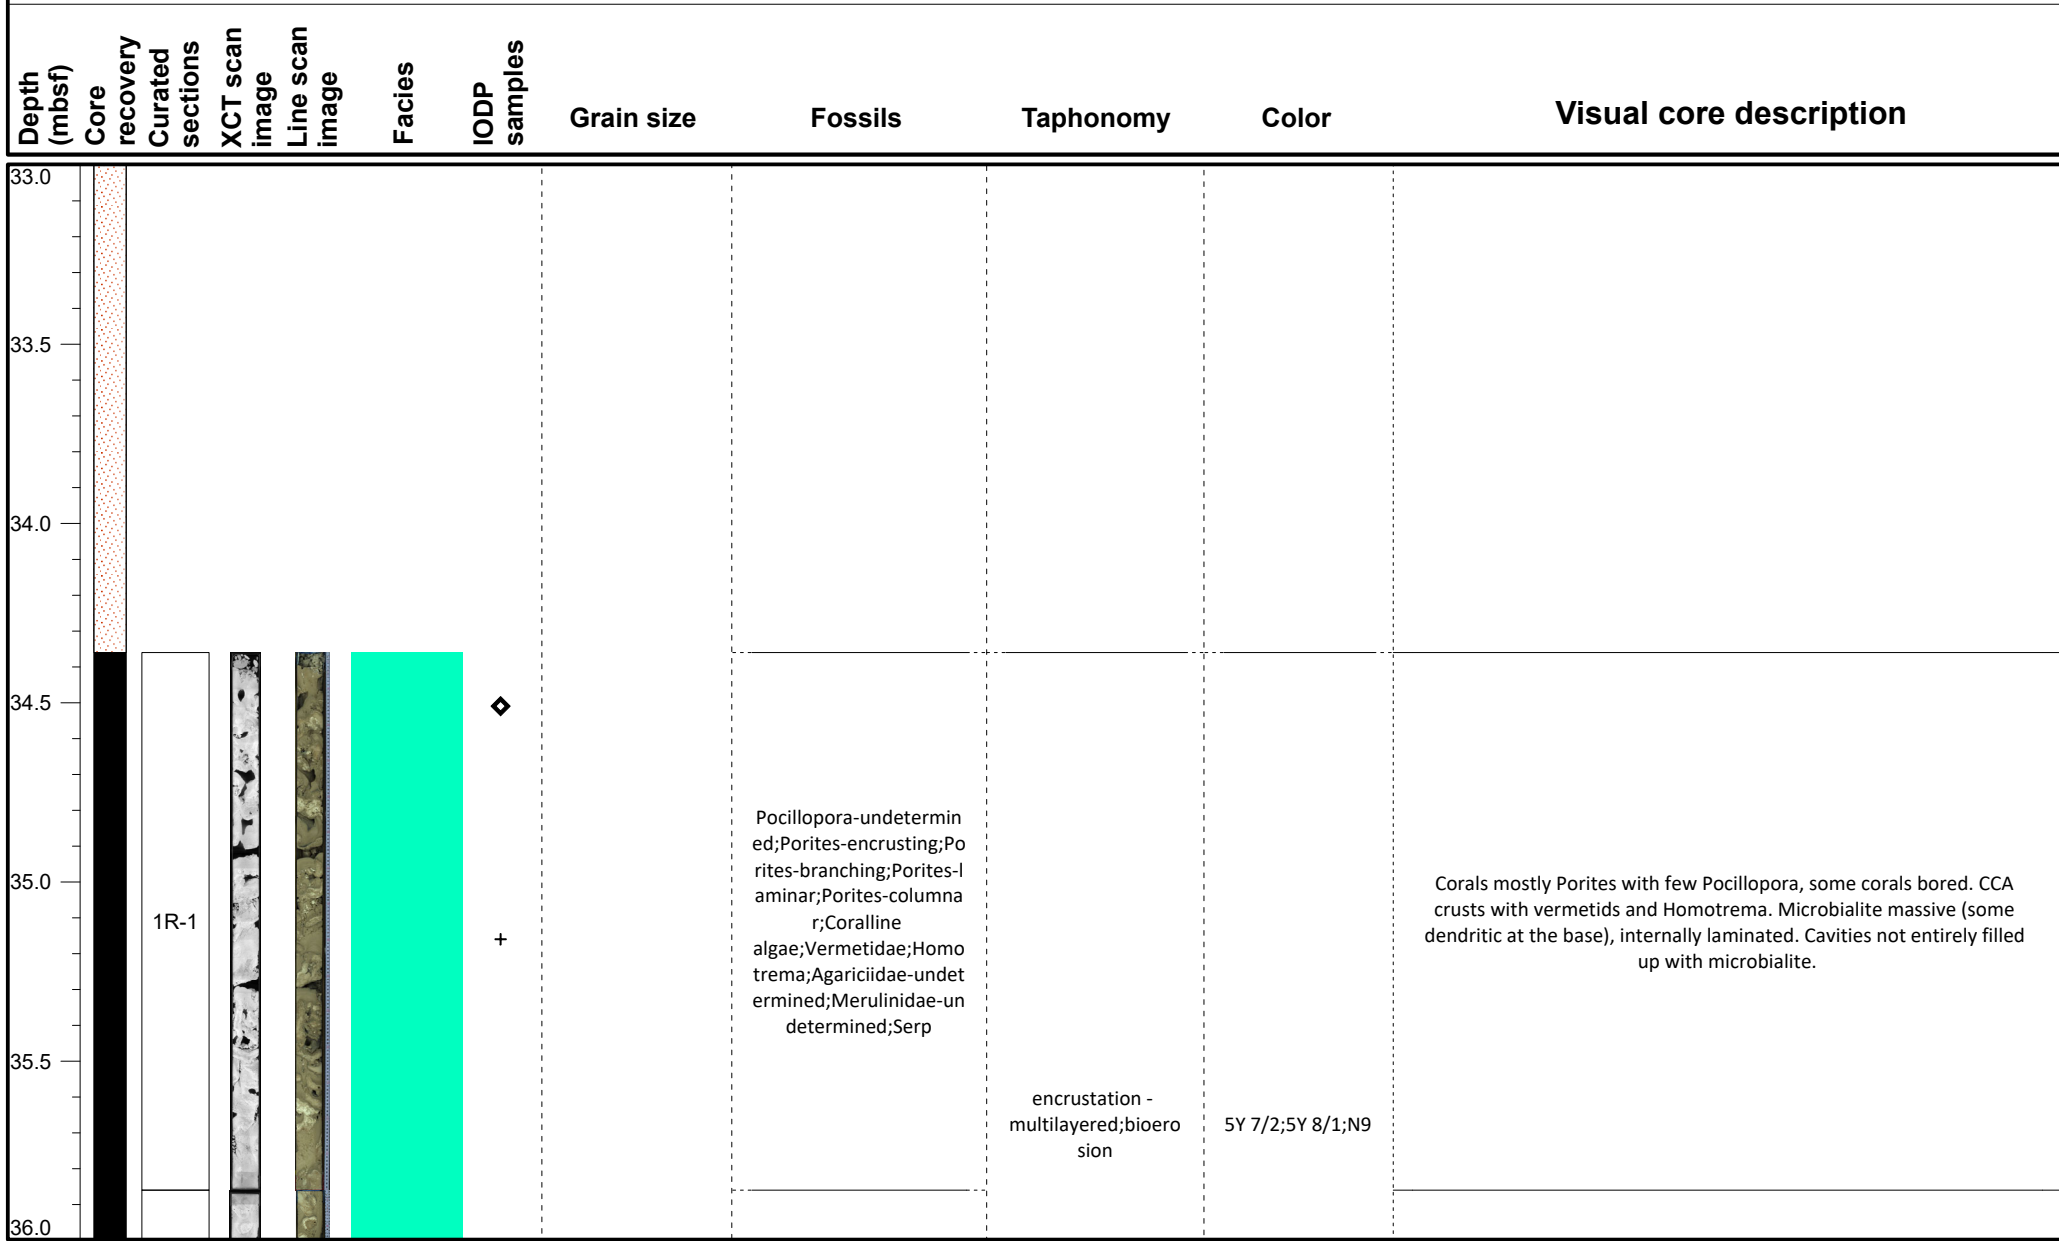 Depth
(mbsf)
Core
recovery
Curated
sections
XCT scan
image
Line scan
image
Facies
IODP
samples
Grain size
Fossils
Taphonomy
Color
Visual core description
33.0
33.5
34.0
34.5
35.0
35.5
36.0
1R-1
+
Pocillopora-undetermin
ed;Porites-encrusting;Po
rites-branching;Porites-l
aminar;Porites-columna
r;Coralline
algae;Vermetidae;Homo
trema;Agariciidae-undet
ermined;Merulinidae-un
determined;Serp
encrustation -
multilayered;bioero
sion
5Y 7/2;5Y 8/1;N9
Corals mostly Porites with few Pocillopora, some corals bored. CCA
crusts with vermetids and Homotrema. Microbialite massive (some
dendritic at the base), internally laminated. Cavities not entirely filled
up with microbialite.